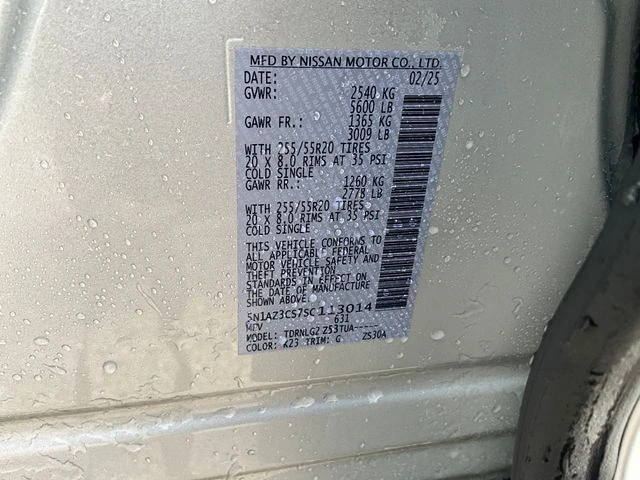 MFD BY NISSAN MOTOR CO., LTD.
DATE: 02/25
GVWR: 2540 KG
5600 LB
GAWR FR.: 1365 KG
3009 LB
WITH 255/55R20 TIRES
20 X 8.0 RIMS AT 35 PSI
COLD SINGLE
GAWR RR.: 1260 KG
2778 LB
WITH 255/55R20 TIRES
20 X 8.0 RIMS AT 35 PSI
COLD SINGLE
THIS VEHICLE CONFORMS TO
ALL APPLICABLE FEDERAL
MOTOR VEHICLE SAFETY AND
THEFT PREVENTION
STANDARDS IN EFFECT ON
THE DATE OF MANUFACTURE SHOWN
ABOVE.
5N1AZ3CS7SC113014
MPV 631
MODEL: TDRNLG2 Z53TUA-----
COLOR: K23 TRIM: G ZS30A